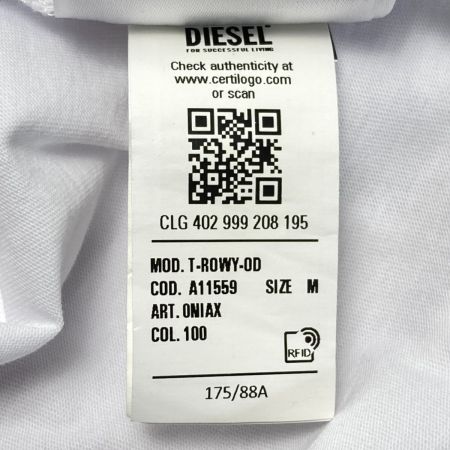 DIESEL
FOR SUCCESSFUL LIVING
Check authenticity at
www.certilogo.com
or scan
CLG 402 999 208 195
MOD. T-ROWY-OD
COD. A11559 SIZE M
ART. ONIAX
COL. 100
RFID
175/88A